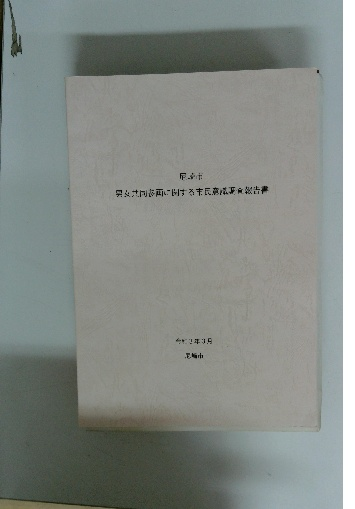 尼崎市
男女共同参画に関する市民意識調査報告書
令和2年3月
尼崎市